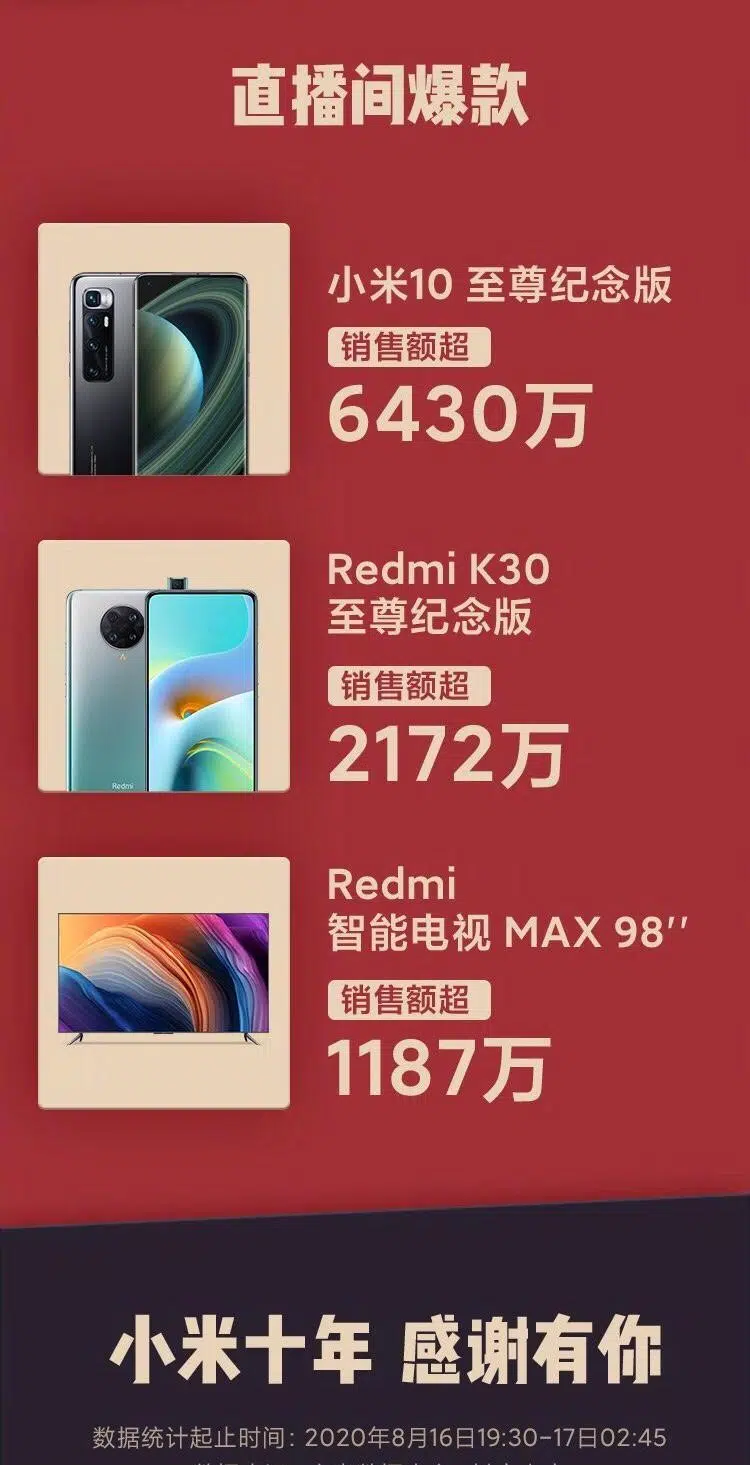 直播间爆款
小米10 至尊纪念版
销售额超
6430万
Redmi K30
至尊纪念版
销售额超
2172万
Redmi
Redmi
智能电视 MAX 98''
销售额超
1187万
小米十年 感谢有你
数据统计起止时间: 2020年8月16日19:30-17日02:45